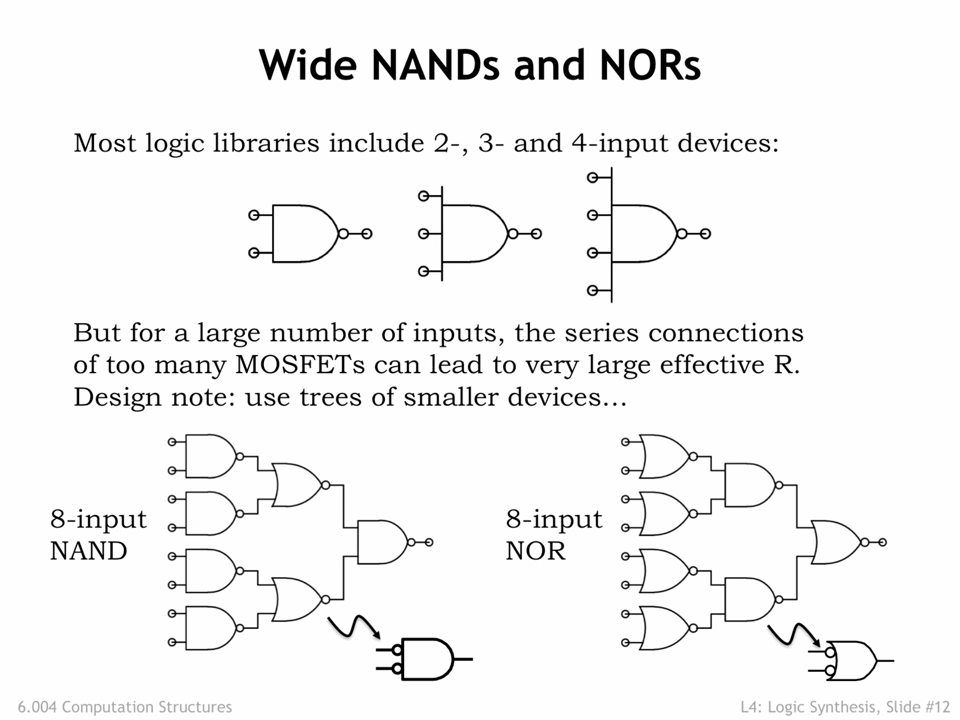 Wide NANDs and NORs
Most logic libraries include 2-, 3- and 4-input devices:
But for a large number of inputs, the series connections
of too many MOSFETs can lead to very large effective R.
Design note: use trees of smaller devices…
8-input
NAND
8-input
NOR
6.004 Computation Structures
L4: Logic Synthesis, Slide #12